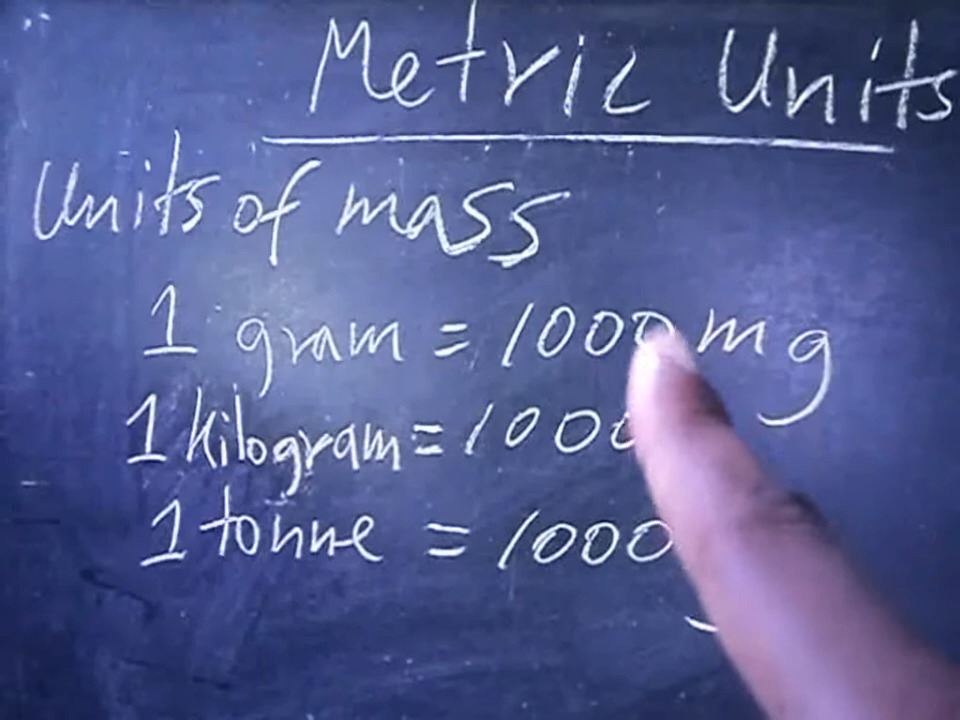 Metric Units
Units of mass
1 gram = 1000 mg
1 kilogram = 1000
1 tonne = 1000